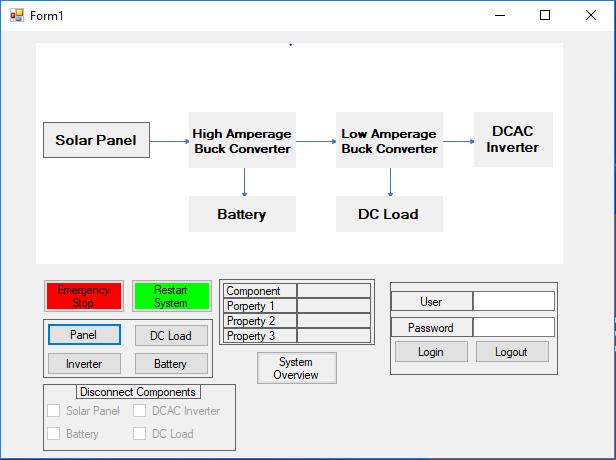 Form1
Solar Panel
High Amperage
Buck Converter
Low Amperage
Buck Converter
DCAC
Inverter
Battery
DC Load
Emergency
Stop
Restart
System
Component
Porperty 1
Property 2
Property 3
User
Password
Login
Logout
Panel
DC Load
Inverter
Battery
System
Overview
Disconnect Components
Solar Panel
DCAC Inverter
Battery
DC Load